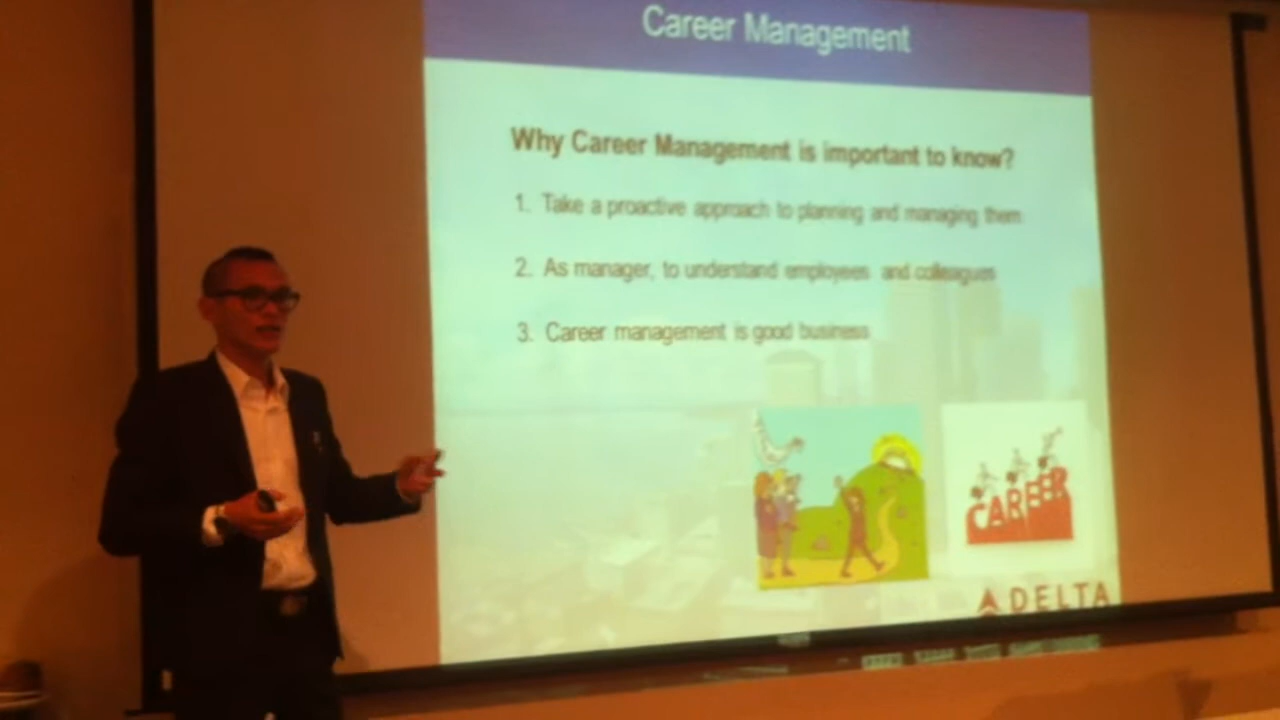 Career Management
Why Career Management is important to know?
1. Take a proactive approach to planning and managing them
2. As manager, to understand employees and colleagues
3. Career management is good business
CAREER
DELTA